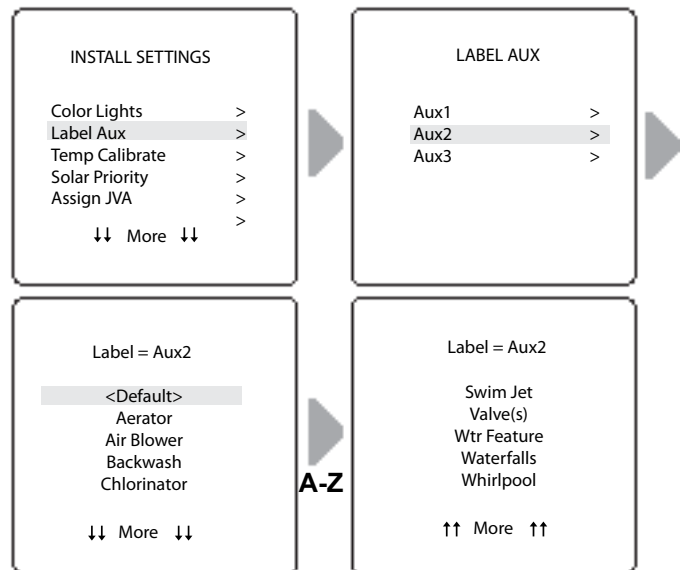 INSTALL SETTINGS
Color Lights >
Label Aux >
Temp Calibrate >
Solar Priority >
Assign JVA >
>
↓↓ More ↓↓
LABEL AUX
Aux1 >
Aux2 >
Aux3 >
Label = Aux2
<Default>
Aerator
Air Blower
Backwash
Chlorinator
↓↓ More ↓↓
A-Z
Label = Aux2
Swim Jet
Valve(s)
Wtr Feature
Waterfalls
Whirlpool
↑↑ More ↑↑